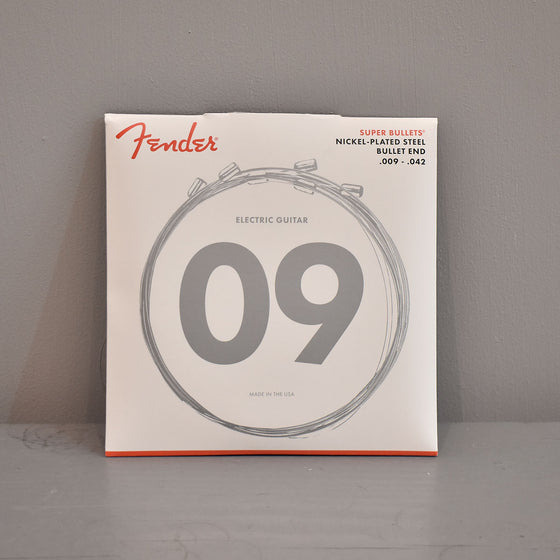 Fender®
SUPER BULLETS®
NICKEL-PLATED STEEL
BULLET END
.009 - .042
ELECTRIC GUITAR
09
MADE IN THE USA